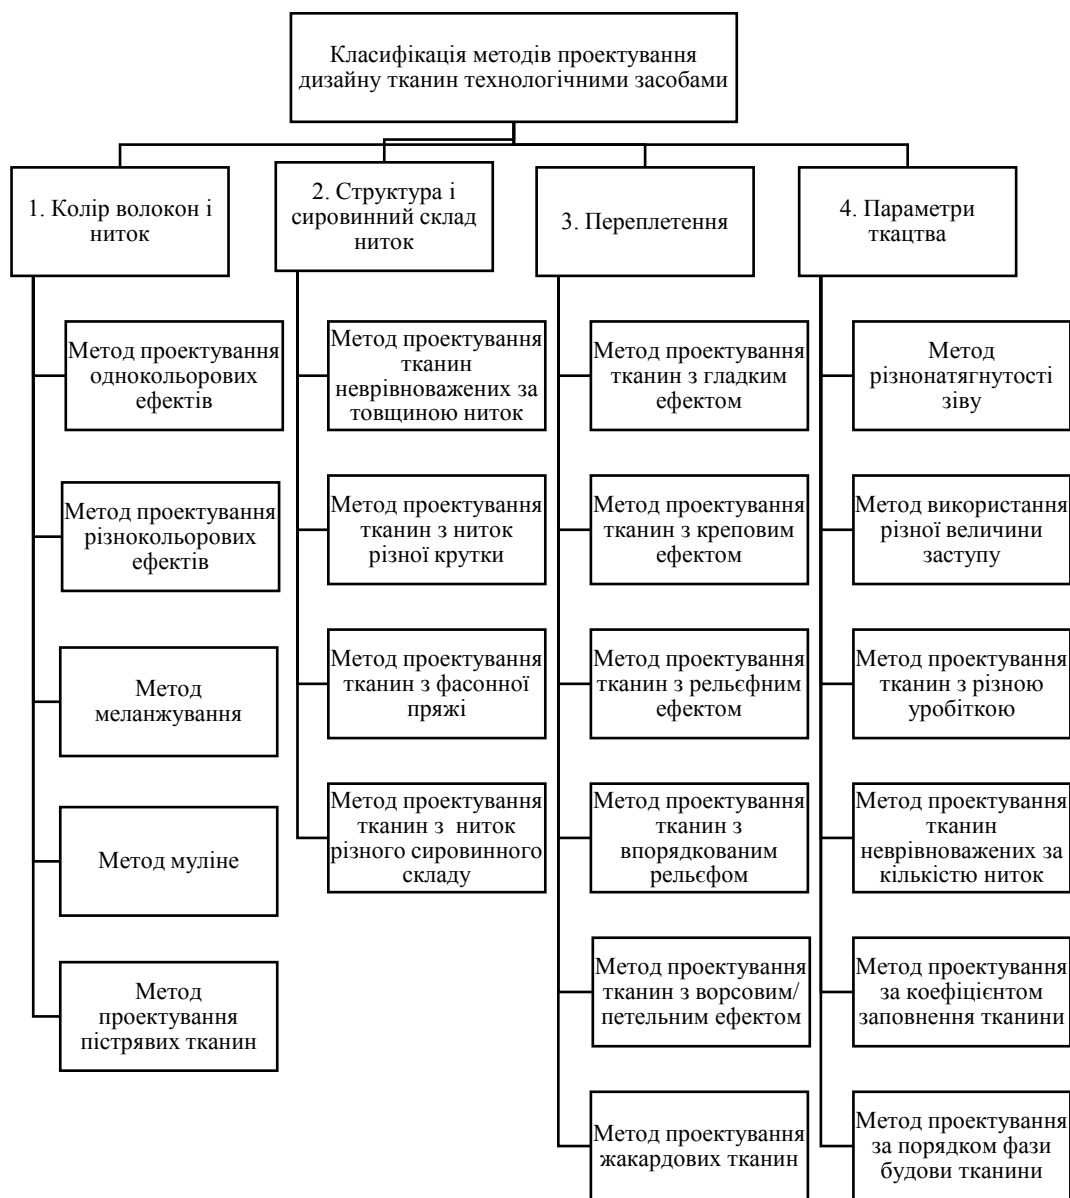 Класифікація методів проектування
дизайну тканин технологічними засобами
1. Колір волокон і
ниток
2. Структура і
сировинний склад
ниток
3. Переплетення
4. Параметри
ткацтва
Метод проектування
однокольорових
ефектів
Метод проектування
різнокольорових
ефектів
Метод
меланжування
Метод муліне
Метод
проектування
пістрявих тканин
Метод проектування
тканин
неврівноважених за
товщиною ниток
Метод проектування
тканин з ниток
різної крутки
Метод проектування
тканин з фасонної
пряжі
Метод проектування
тканин з ниток
різного сировинного
складу
Метод проектування
тканин з гладким
ефектом
Метод проектування
тканин з креповим
ефектом
Метод проектування
тканин з рельєфним
ефектом
Метод проектування
тканин з
впорядкованим
рельєфом
Метод проектування
тканин з ворсовим/
петельним ефектом
Метод проектування
жакардових тканин
Метод
різнонатягнутості
зіву
Метод використання
різної величини
заступу
Метод проектування
тканин з різною
уробіткою
Метод проектування
тканин
неврівноважених за
кількістю ниток
Метод проектування
за коефіцієнтом
заповнення тканини
Метод проектування
за порядком фази
будови тканини